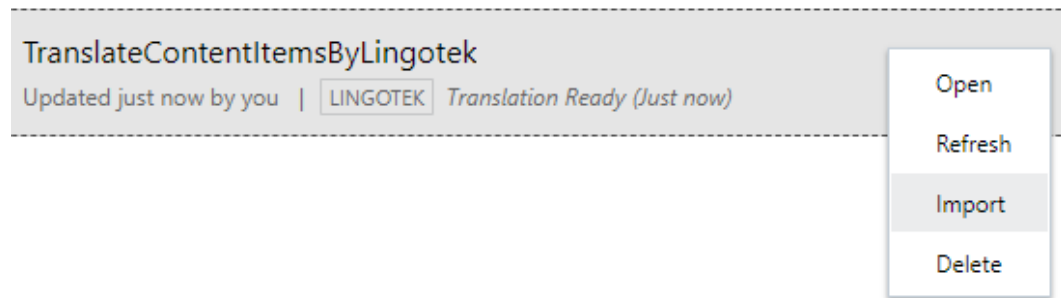 TranslateContentItemsByLingotek
Updated just now by you | LINGOTEK Translation Ready (Just now)
Open
Refresh
Import
Delete